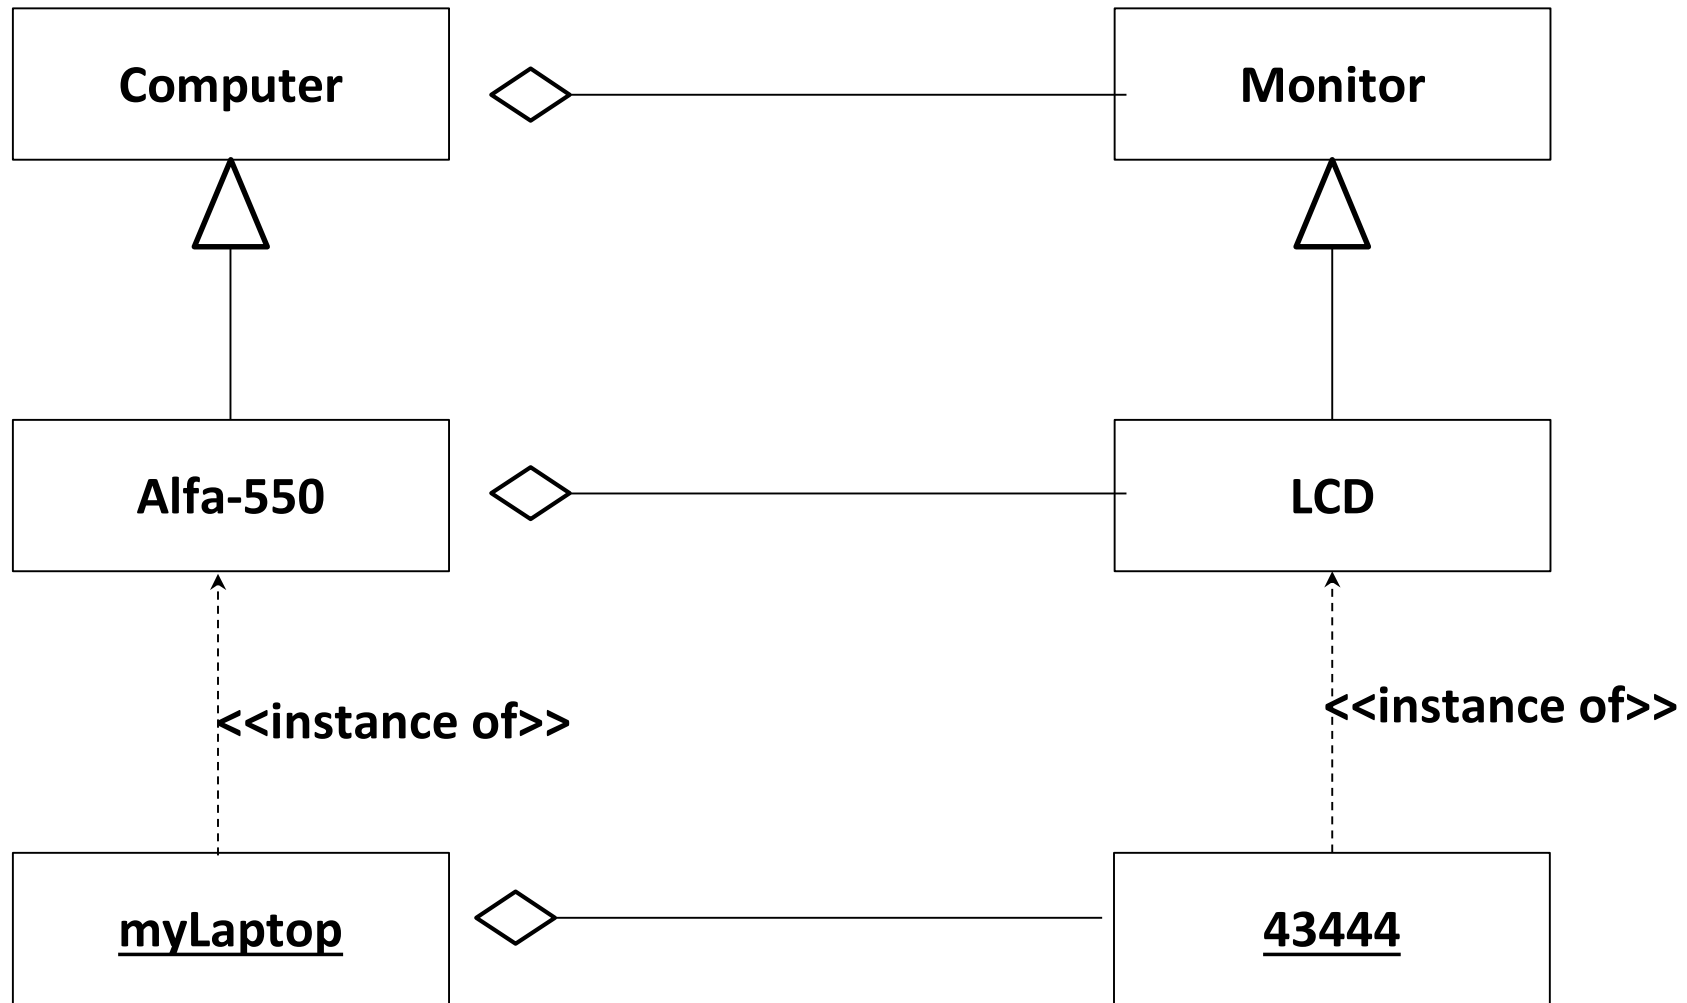 Computer
Monitor
Alfa-550
LCD
<<instance of>>
<<instance of>>
myLaptop
43444